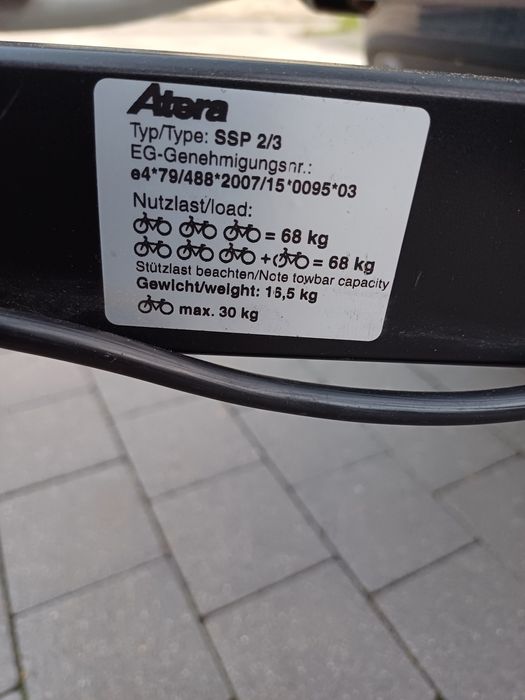 Atera
Typ/Type: SSP 2/3
EG-Genehmigungsnr.:
e4*79/488*2007/15*0095*03
Nutzlast/load:
= 68 kg
+ = 68 kg
Stützlast beachten/Note towbar capacity
Gewicht/weight: 16,5 kg
max. 30 kg